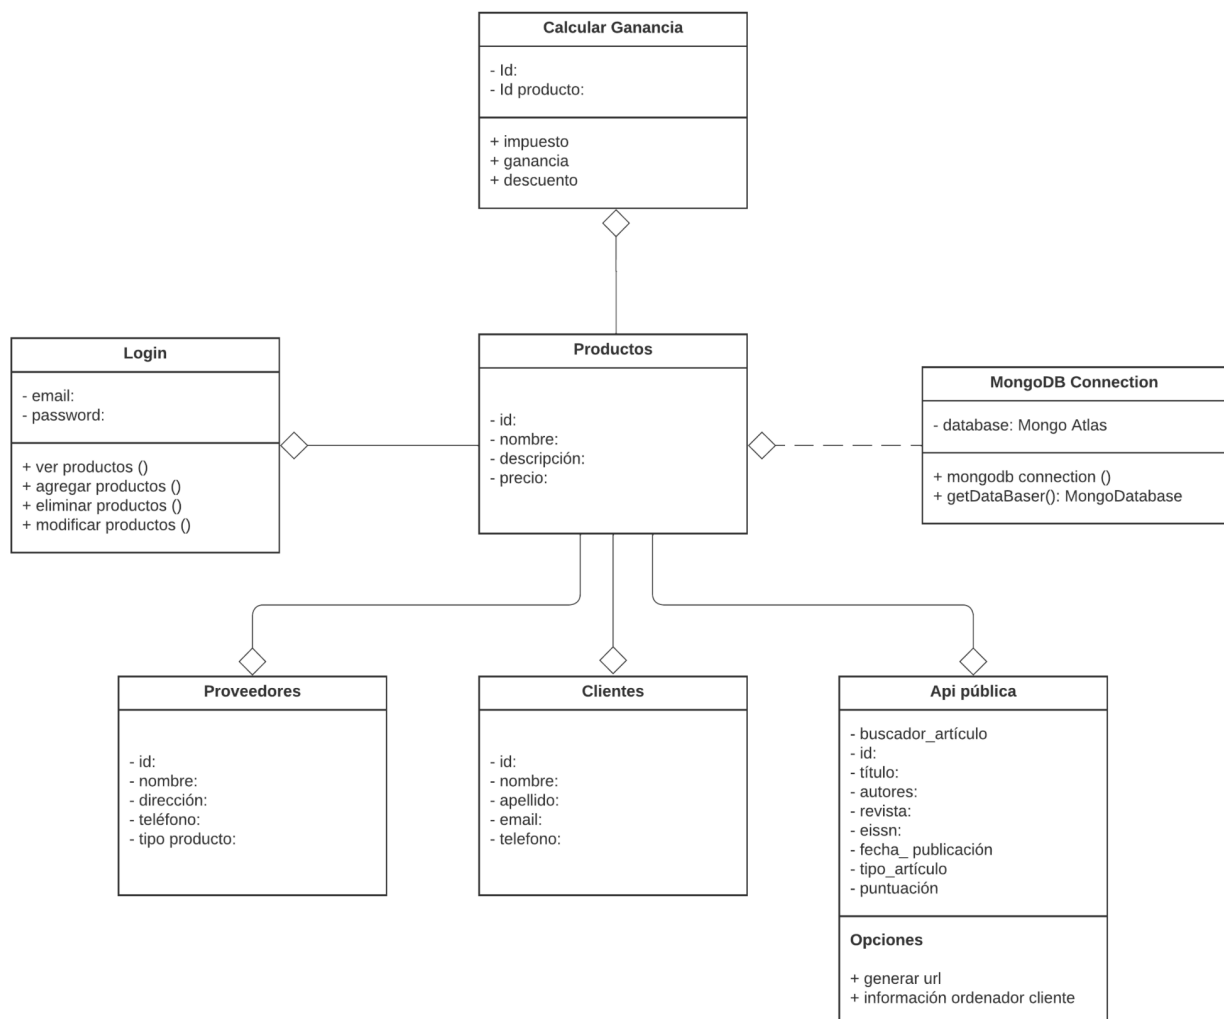 Calcular Ganancia
- Id:
- Id producto:
+ impuesto
+ ganancia
+ descuento
Login
- email:
- password:
+ ver productos ()
+ agregar productos ()
+ eliminar productos ()
+ modificar productos ()
Productos
- id:
- nombre:
- descripción:
- precio:
MongoDB Connection
- database: Mongo Atlas
+ mongodb connection ()
+ getDataBaser(): MongoDatabase
Proveedores
- id:
- nombre:
- dirección:
- teléfono:
- tipo producto:
Clientes
- id:
- nombre:
- apellido:
- email:
- telefono:
Api pública
- buscador_artículo
- id:
- título:
- autores:
- revista:
- eissn:
- fecha_ publicación
- tipo_artículo
- puntuación
Opciones
+ generar url
+ información ordenador cliente